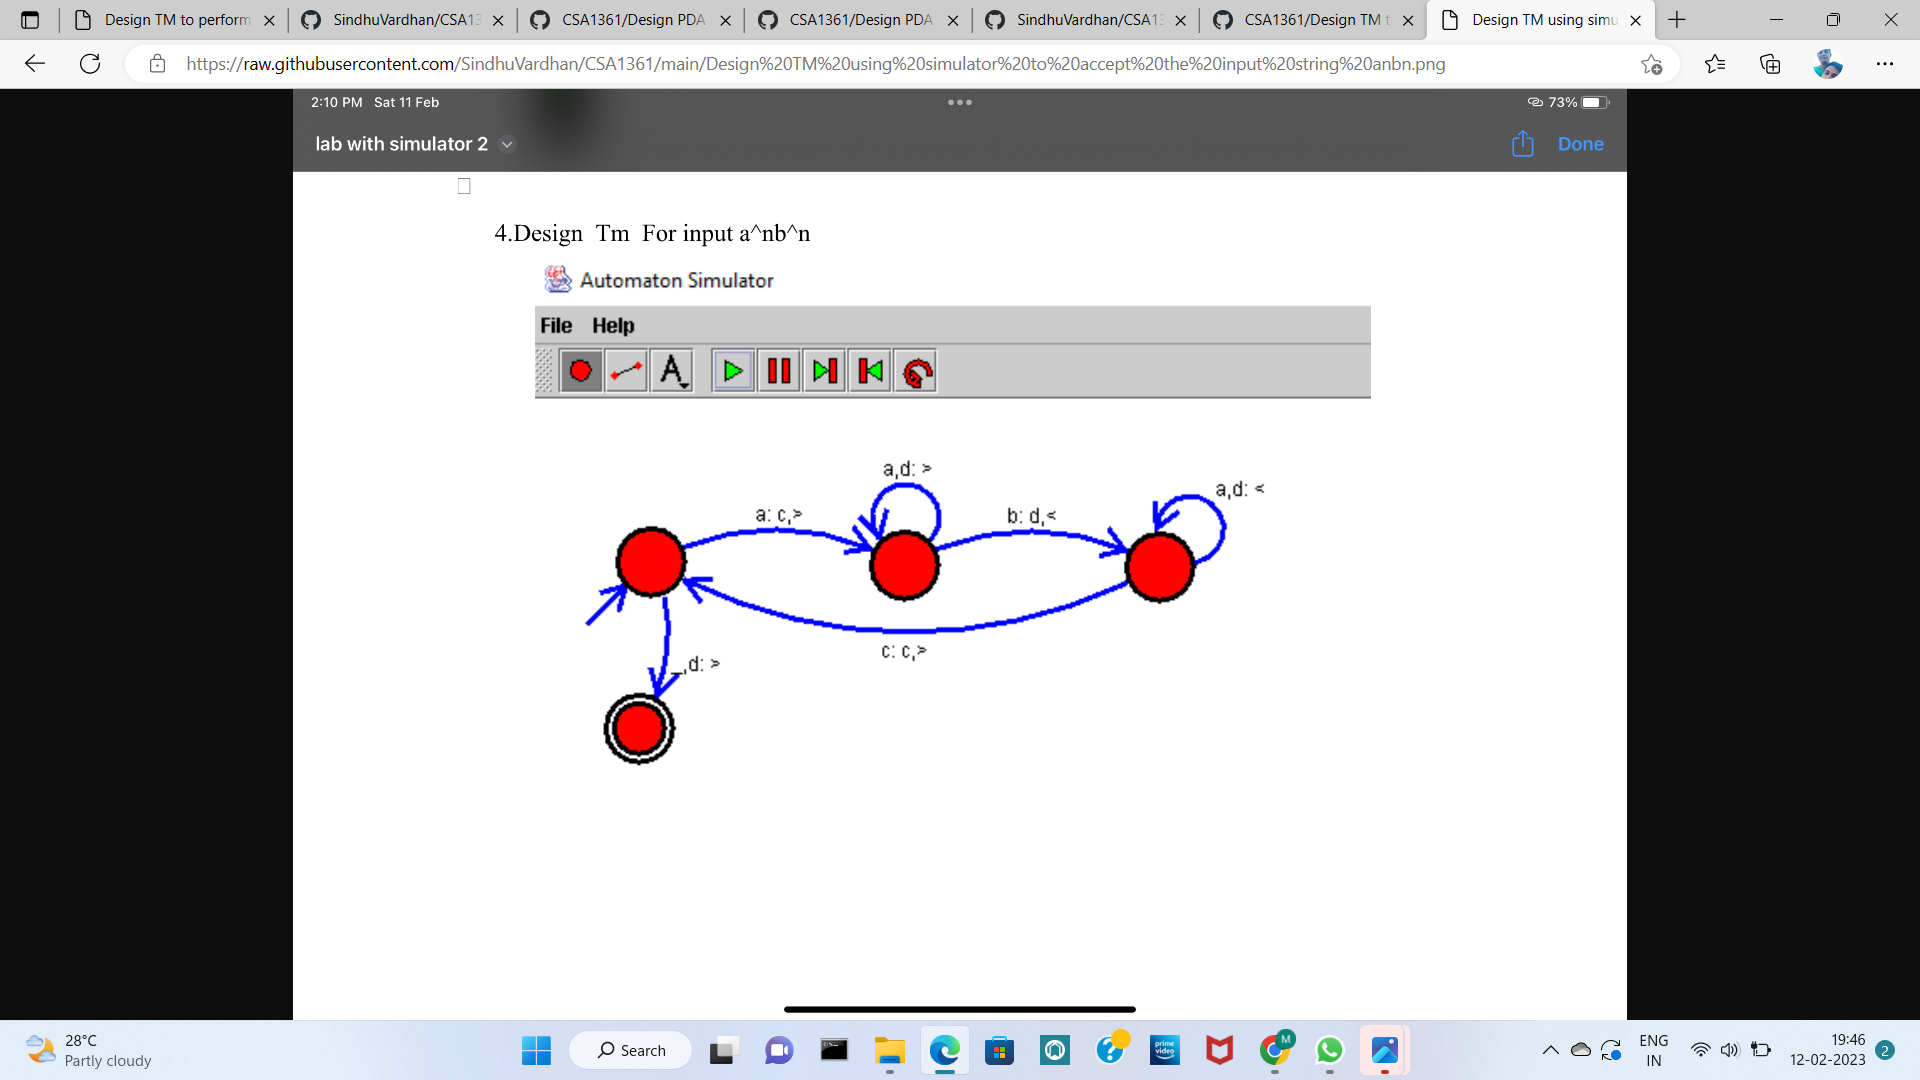 Design TM to perform
SindhuVardhan/CSA13
CSA1361/Design PDA
CSA1361/Design PDA
SindhuVardhan/CSA13
CSA1361/Design TM t
Design TM using simu
https://raw.githubusercontent.com/SindhuVardhan/CSA1361/main/Design%20TM%20using%20simulator%20to%20accept%20the%20input%20string%20anbn.png
2:10 PM Sat 11 Feb
73%
lab with simulator 2
Done
4.Design Tm For input a^nb^n
Automaton Simulator
File Help
A
a,d: >
a,d: <
a: c,>
b: d,<
c: c,>
_,d: >
28°C
Partly cloudy
Search
prime video
M
ENG
IN
19:46
12-02-2023
2